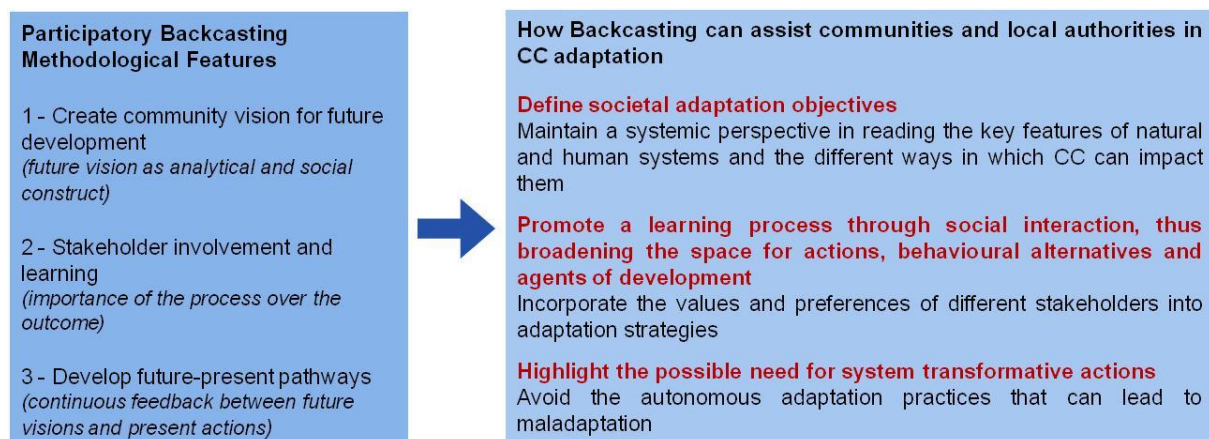 Participatory Backcasting
Methodological Features
1 - Create community vision for future
development
(future vision as analytical and social
construct)
2 - Stakeholder involvement and
learning
(importance of the process over the
outcome)
3 - Develop future-present pathways
(continuous feedback between future
visions and present actions)
How Backcasting can assist communities and local authorities in
CC adaptation
Define societal adaptation objectives
Maintain a systemic perspective in reading the key features of natural
and human systems and the different ways in which CC can impact
them
Promote a learning process through social interaction, thus
broadening the space for actions, behavioural alternatives and
agents of development
Incorporate the values and preferences of different stakeholders into
adaptation strategies
Highlight the possible need for system transformative actions
Avoid the autonomous adaptation practices that can lead to
maladaptation